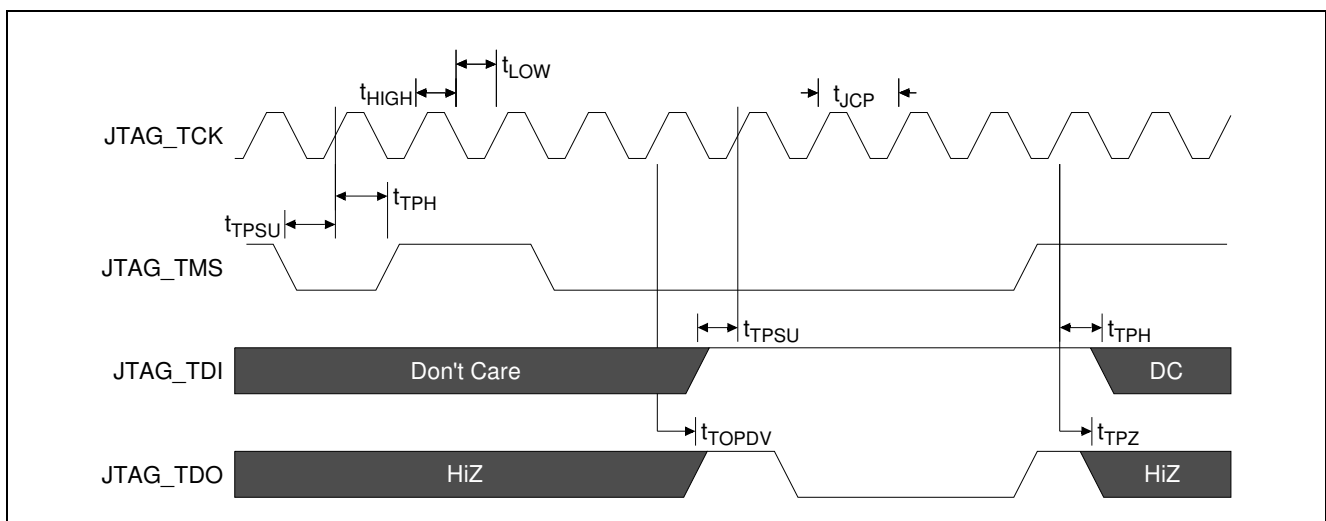 tLOW
tHIGH
tJCP
JTAG_TCK
tTPH
tTPSU
JTAG_TMS
tTPSU
tTPH
JTAG_TDI
Don't Care
DC
tTOPDV
tTPZ
JTAG_TDO
HiZ
HiZ